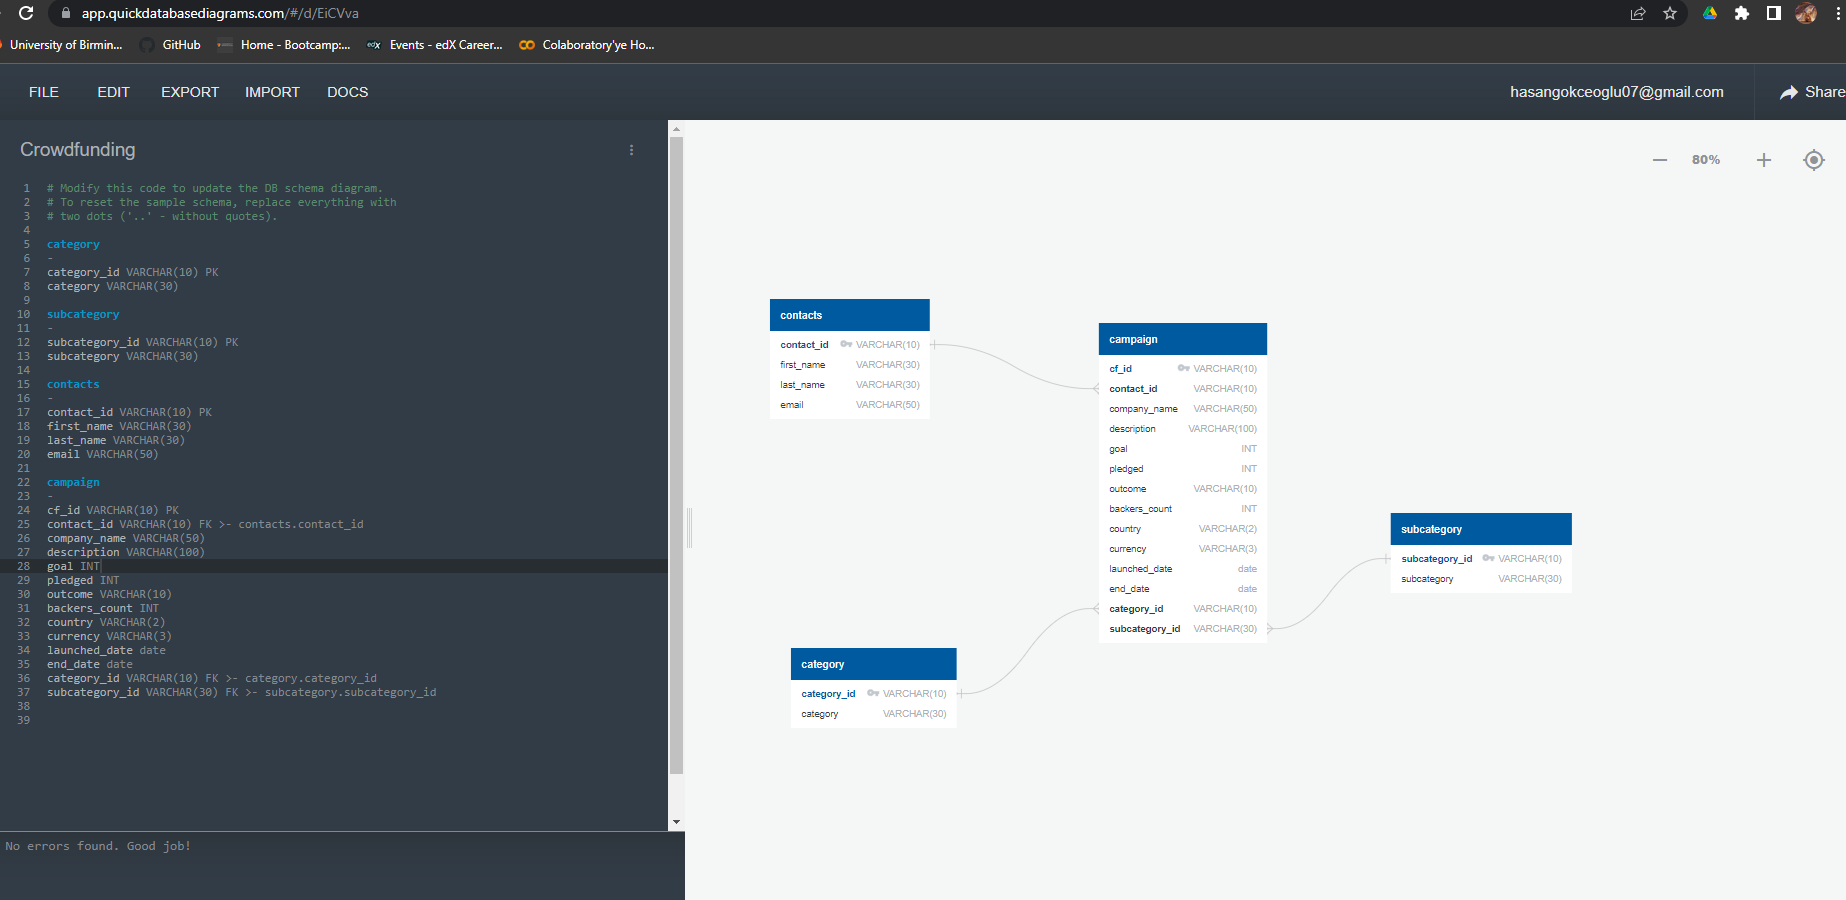 app.quickdatabasediagrams.com/#/d/EiCVva
University of Birmin... GitHub Home - Bootcamp:... edX Events - edX Career... Colaboratory'ye Ho...
FILE EDIT EXPORT IMPORT DOCS hasangokceoglu07@gmail.com Share
Crowdfunding
1 # Modify this code to update the DB schema diagram.
2 # To reset the sample schema, replace everything with
3 # two dots ('..' - without quotes).
4
5 category
6 -
7 category_id VARCHAR(10) PK
8 category VARCHAR(30)
9
10 subcategory
11 -
12 subcategory_id VARCHAR(10) PK
13 subcategory VARCHAR(30)
14
15 contacts
16 -
17 contact_id VARCHAR(10) PK
18 first_name VARCHAR(30)
19 last_name VARCHAR(30)
20 email VARCHAR(50)
21
22 campaign
23 -
24 cf_id VARCHAR(10) PK
25 contact_id VARCHAR(10) FK >- contacts.contact_id
26 company_name VARCHAR(50)
27 description VARCHAR(100)
28 goal INT
29 pledged INT
30 outcome VARCHAR(10)
31 backers_count INT
32 country VARCHAR(2)
33 currency VARCHAR(3)
34 launched_date date
35 end_date date
36 category_id VARCHAR(10) FK >- category.category_id
37 subcategory_id VARCHAR(30) FK >- subcategory.subcategory_id
38
39
No errors found. Good job!
80%
contacts
contact_id VARCHAR(10)
first_name VARCHAR(30)
last_name VARCHAR(30)
email VARCHAR(50)
campaign
cf_id VARCHAR(10)
contact_id VARCHAR(10)
company_name VARCHAR(50)
description VARCHAR(100)
goal INT
pledged INT
outcome VARCHAR(10)
backers_count INT
country VARCHAR(2)
currency VARCHAR(3)
launched_date date
end_date date
category_id VARCHAR(10)
subcategory_id VARCHAR(30)
subcategory
subcategory_id VARCHAR(10)
subcategory VARCHAR(30)
category
category_id VARCHAR(10)
category VARCHAR(30)